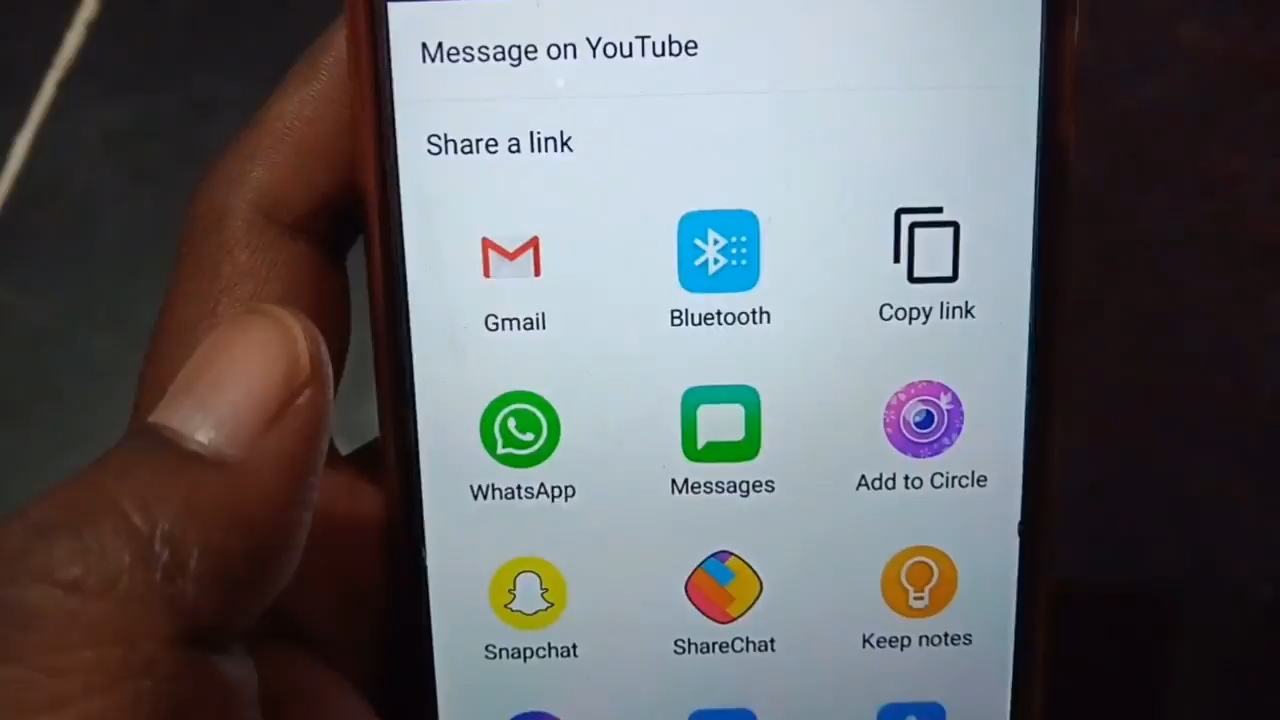 Message on YouTube
Share a link
Gmail
Bluetooth
Copy link
WhatsApp
Messages
Add to Circle
Snapchat
ShareChat
Keep notes